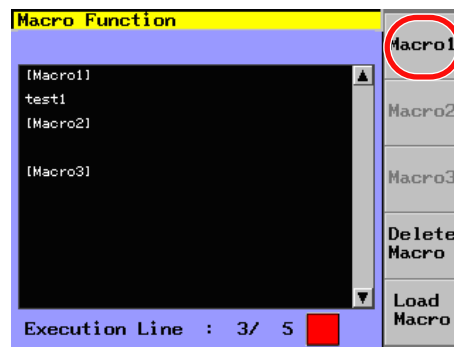 Macro Function
[Macro1]
test1
[Macro2]
[Macro3]
Execution Line : 3/ 5
Macro1
Macro2
Macro3
Delete
Macro
Load
Macro